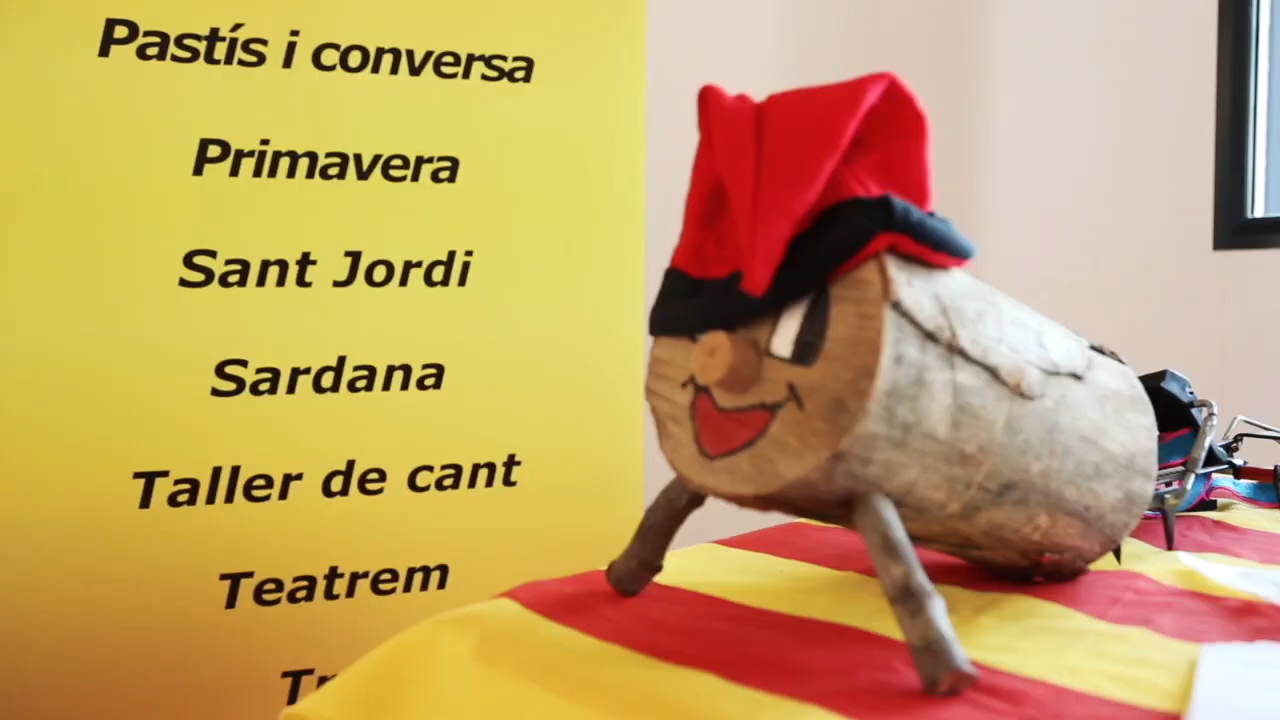 Pastís i conversa
Primavera
Sant Jordi
Sardana
Taller de cant
Teatrem